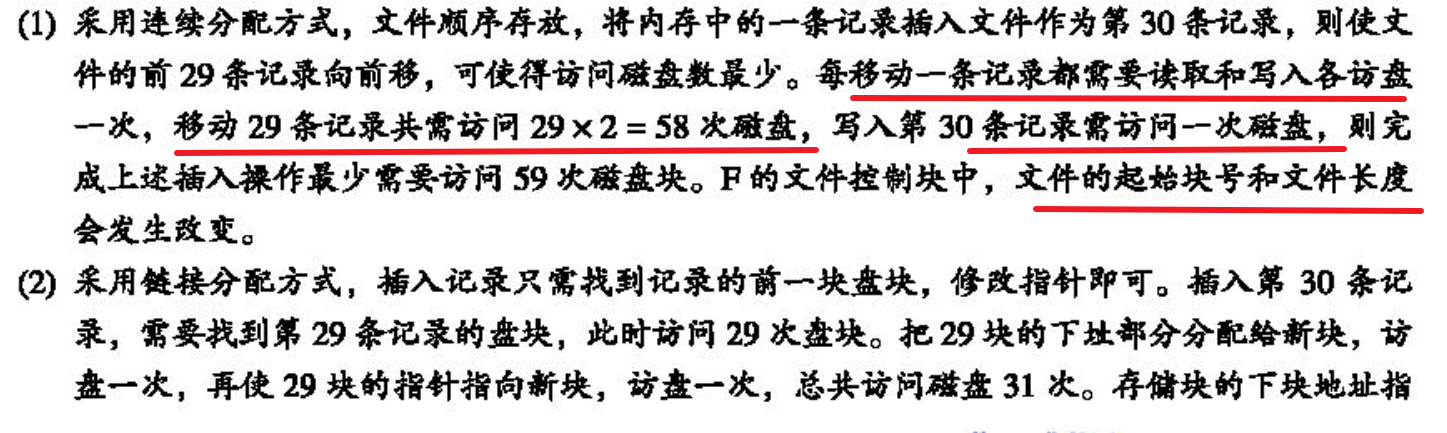 (1) 采用连续分配方式，文件顺序存放，将内存中的一条记录插入文件作为第 30 条记录，则使文
件的前 29 条记录向前移，可使得访问磁盘数最少。每移动一条记录都需要读取和写入各访盘
一次，移动 29 条记录共需访问 29 × 2 = 58 次磁盘，写入第 30 条记录需访问一次磁盘，则完
成上述插入操作最少需要访问 59 次磁盘块。F 的文件控制块中，文件的起始块号和文件长度
会发生改变。
(2) 采用链接分配方式，插入记录只需找到记录的前一块盘块，修改指针即可。插入第 30 条记
录，需要找到第 29 条记录的盘块，此时访问 29 次盘块。把 29 块的下址部分分配给新块，访
盘一次，再使 29 块的指针指向新块，访盘一次，总共访问磁盘 31 次。存储块的下块地址指